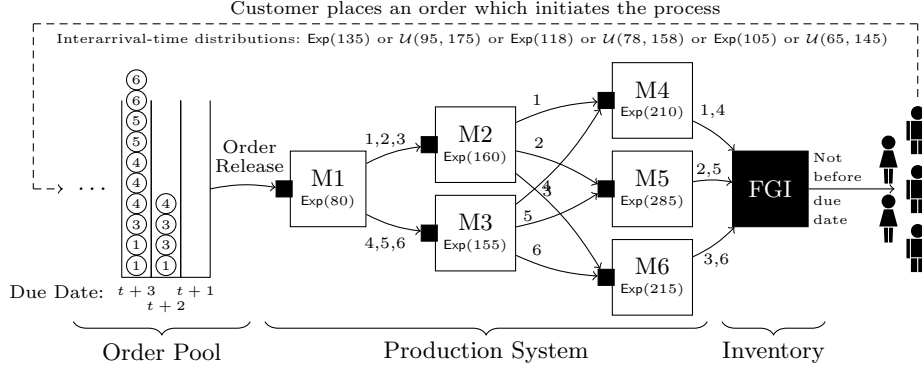 Customer places an order which initiates the process
Interarrival-time distributions: Exp(135) or U(95, 175) or Exp(118) or U(78, 158) or Exp(105) or U(65, 145)
6
6
5
5
4
4
4
3
1
1
4
3
3
1
...
Order
Release
M1
Exp(80)
1,2,3
4,5,6
M2
Exp(160)
M3
Exp(155)
1
2
3
4
5
6
M4
Exp(210)
M5
Exp(285)
M6
Exp(215)
1,4
2,5
3,6
FGI
Not
before
due
date
Due Date: t + 3 t + 2 t + 1
Order Pool
Production System
Inventory